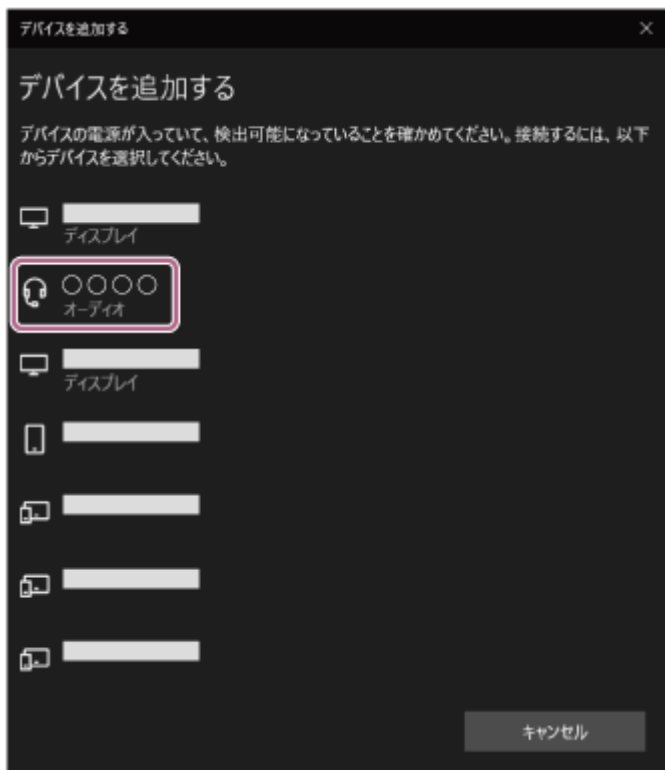 デバイスを追加する
デバイスを追加する
デバイスの電源が入っていて、検出可能になっていることを確かめてください。接続するには、以下
からデバイスを選択してください。
ディスプレイ
○○○○
オーディオ
ディスプレイ
キャンセル